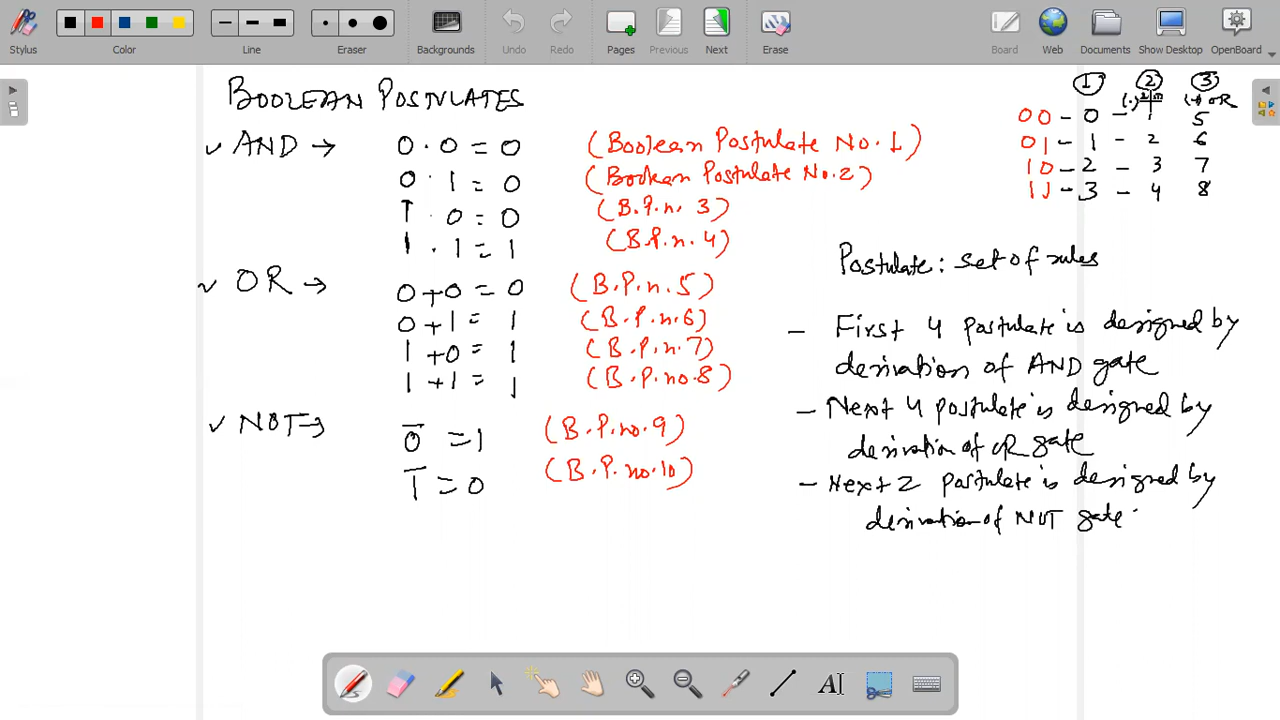 Stylus
Color
Line
Eraser
Backgrounds
Undo
Redo
Pages
Previous
Next
Erase
Board
Web
Documents
Show Desktop
OpenBoard
BOOLEAN POSTULATES
AND →
0 · 0 = 0 (Boolean Postulate No. 1)
0 · 1 = 0 (Boolean Postulate No. 2)
1 · 0 = 0 (B.P.n. 3)
1 · 1 = 1 (B.P.n. 4)
OR →
0 + 0 = 0 (B.P.n. 5)
0 + 1 = 1 (B.P.n. 6)
1 + 0 = 1 (B.P.n. 7)
1 + 1 = 1 (B.P.no. 8)
NOT →
0̅ = 1 (B.P.no. 9)
1̅ = 0 (B.P.no. 10)
1 2 3
(·) (+) OR
00 - 0 - 1 5
01 - 1 - 2 6
10 - 2 - 3 7
11 - 3 - 4 8
Postulate: set of rules
- First 4 postulate is designed by
derivation of AND gate
- Next 4 postulate is designed by
derivation of OR gate
- Next 2 postulate is designed by
derivation of NOT gate.
AI